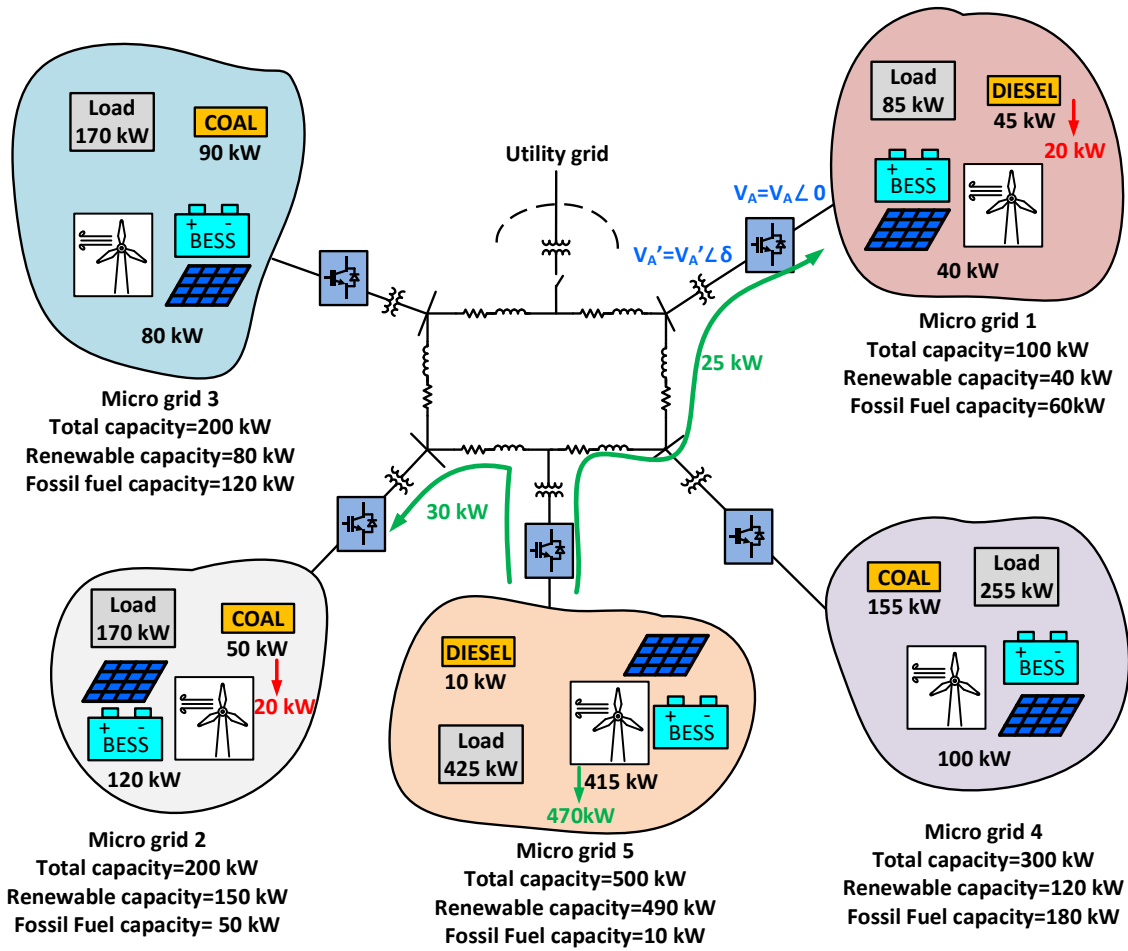 Load
170 kW
COAL
90 kW
+ -
BESS
80 kW
Micro grid 3
Total capacity=200 kW
Renewable capacity=80 kW
Fossil fuel capacity=120 kW
Utility grid
V_A=V_A∠ 0
V_A’=V_A’∠δ
Load
85 kW
DIESEL
45 kW
20 kW
+ -
BESS
40 kW
Micro grid 1
Total capacity=100 kW
Renewable capacity=40 kW
Fossil Fuel capacity=60kW
25 kW
30 kW
Load
170 kW
COAL
50 kW
20 kW
+ -
BESS
120 kW
Micro grid 2
Total capacity=200 kW
Renewable capacity=150 kW
Fossil Fuel capacity= 50 kW
DIESEL
10 kW
Load
425 kW
+ -
BESS
415 kW
470kW
Micro grid 5
Total capacity=500 kW
Renewable capacity=490 kW
Fossil Fuel capacity=10 kW
COAL
155 kW
Load
255 kW
+ -
BESS
100 kW
Micro grid 4
Total capacity=300 kW
Renewable capacity=120 kW
Fossil Fuel capacity=180 kW